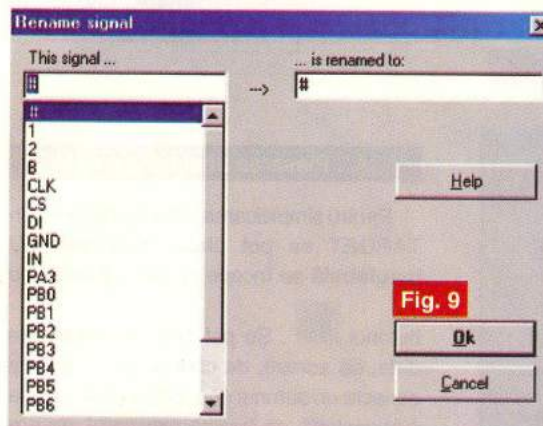 Rename signal
This signal ...
... is renamed to:
#
--->
#
#
1
2
B
CLK
CS
DI
GND
IN
PA3
PB0
PB1
PB2
PB3
PB4
PB5
PB6
Help
Fig. 9
Ok
Cancel